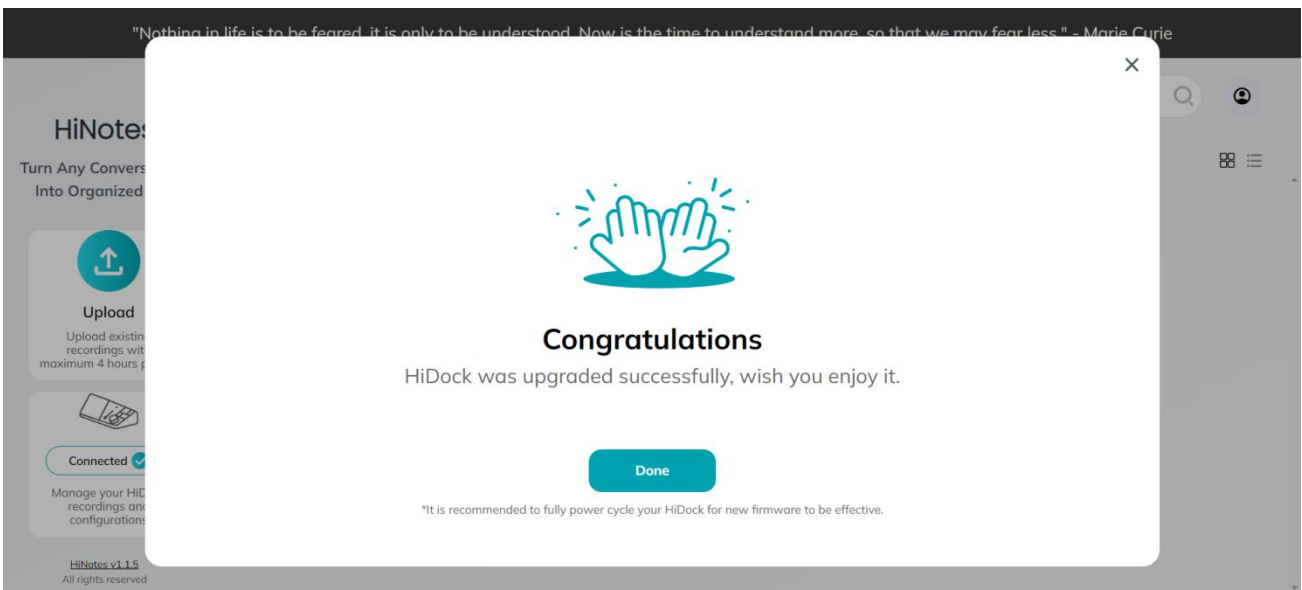 "Nothing in life is to be feared, it is only to be understood. Now is the time to understand more, so that we may fear less." - Marie Curie
HiNotes
Turn Any Convers
Into Organized
Upload
Upload existin
recordings wit
maximum 4 hours p
Connected
Manage your HiD
recordings and
configurations
HiNotes v1.1.5
All rights reserved
Congratulations
HiDock was upgraded successfully, wish you enjoy it.
Done
*It is recommended to fully power cycle your HiDock for new firmware to be effective.